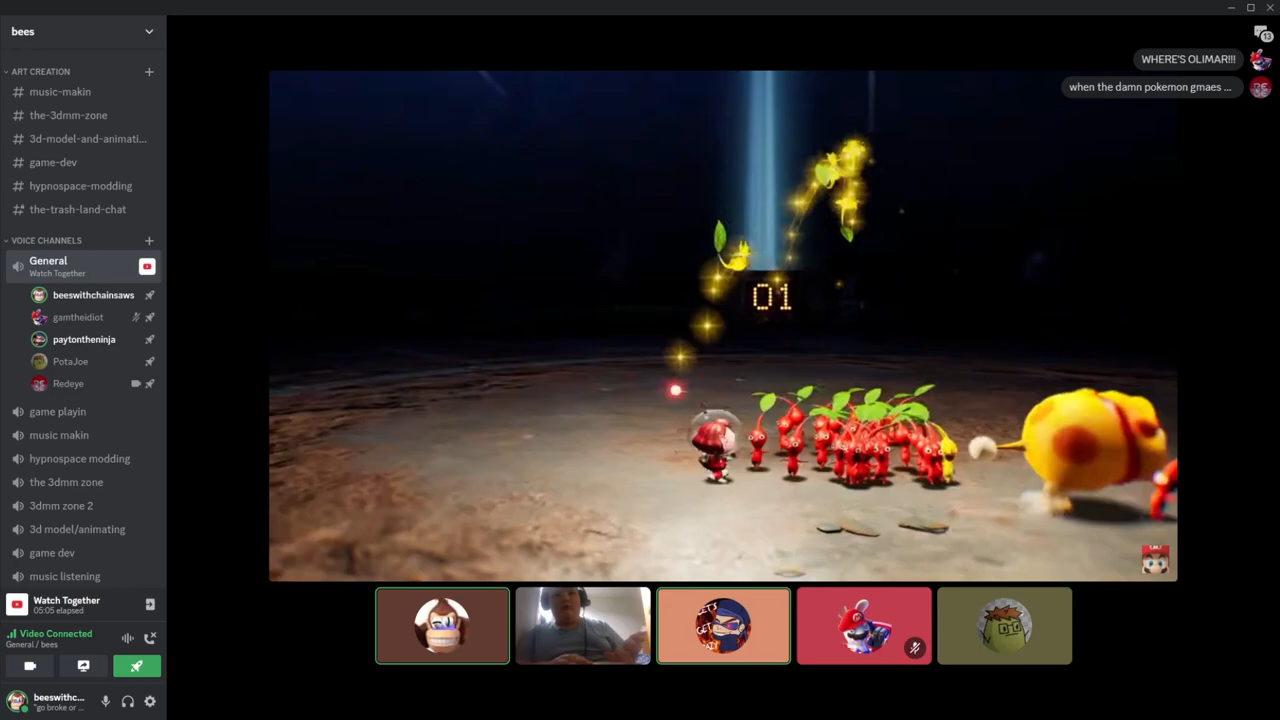 bees
ART CREATION
music-makin
the-3dmm-zone
3d-model-and-animati...
game-dev
hypnospace-modding
the-trash-land-chat
VOICE CHANNELS
General
Watch Together
beeswithchainsaws
gamtheidiot
paytontheninja
PotaJoe
Redeye
game playin
music makin
hypnospace modding
the 3dmm zone
3dmm zone 2
3d model/animating
game dev
music listening
Watch Together
05:05 elapsed
Video Connected
General / bees
beeswithc...
"go broke or ...
13
WHERE'S OLIMAR!!!
when the damn pokemon gmaes ...
01
LET'S
GET